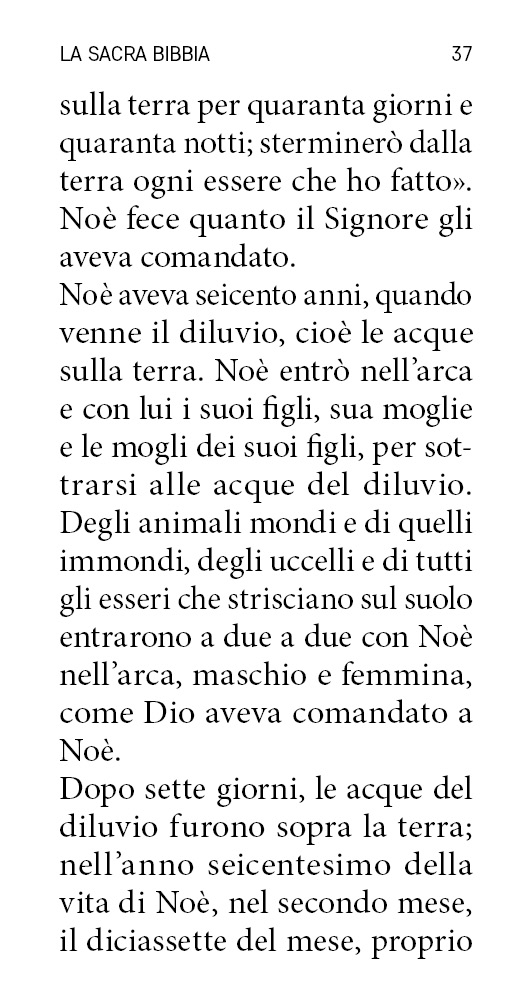 LA SACRA BIBBIA 37
sulla terra per quaranta giorni e
quaranta notti; sterminerò dalla
terra ogni essere che ho fatto».
Noè fece quanto il Signore gli
aveva comandato.
Noè aveva seicento anni, quando
venne il diluvio, cioè le acque
sulla terra. Noè entrò nell’arca
e con lui i suoi figli, sua moglie
e le mogli dei suoi figli, per sot-
trarsi alle acque del diluvio.
Degli animali mondi e di quelli
immondi, degli uccelli e di tutti
gli esseri che strisciano sul suolo
entrarono a due a due con Noè
nell’arca, maschio e femmina,
come Dio aveva comandato a
Noè.
Dopo sette giorni, le acque del
diluvio furono sopra la terra;
nell’anno seicentesimo della
vita di Noè, nel secondo mese,
il diciassette del mese, proprio